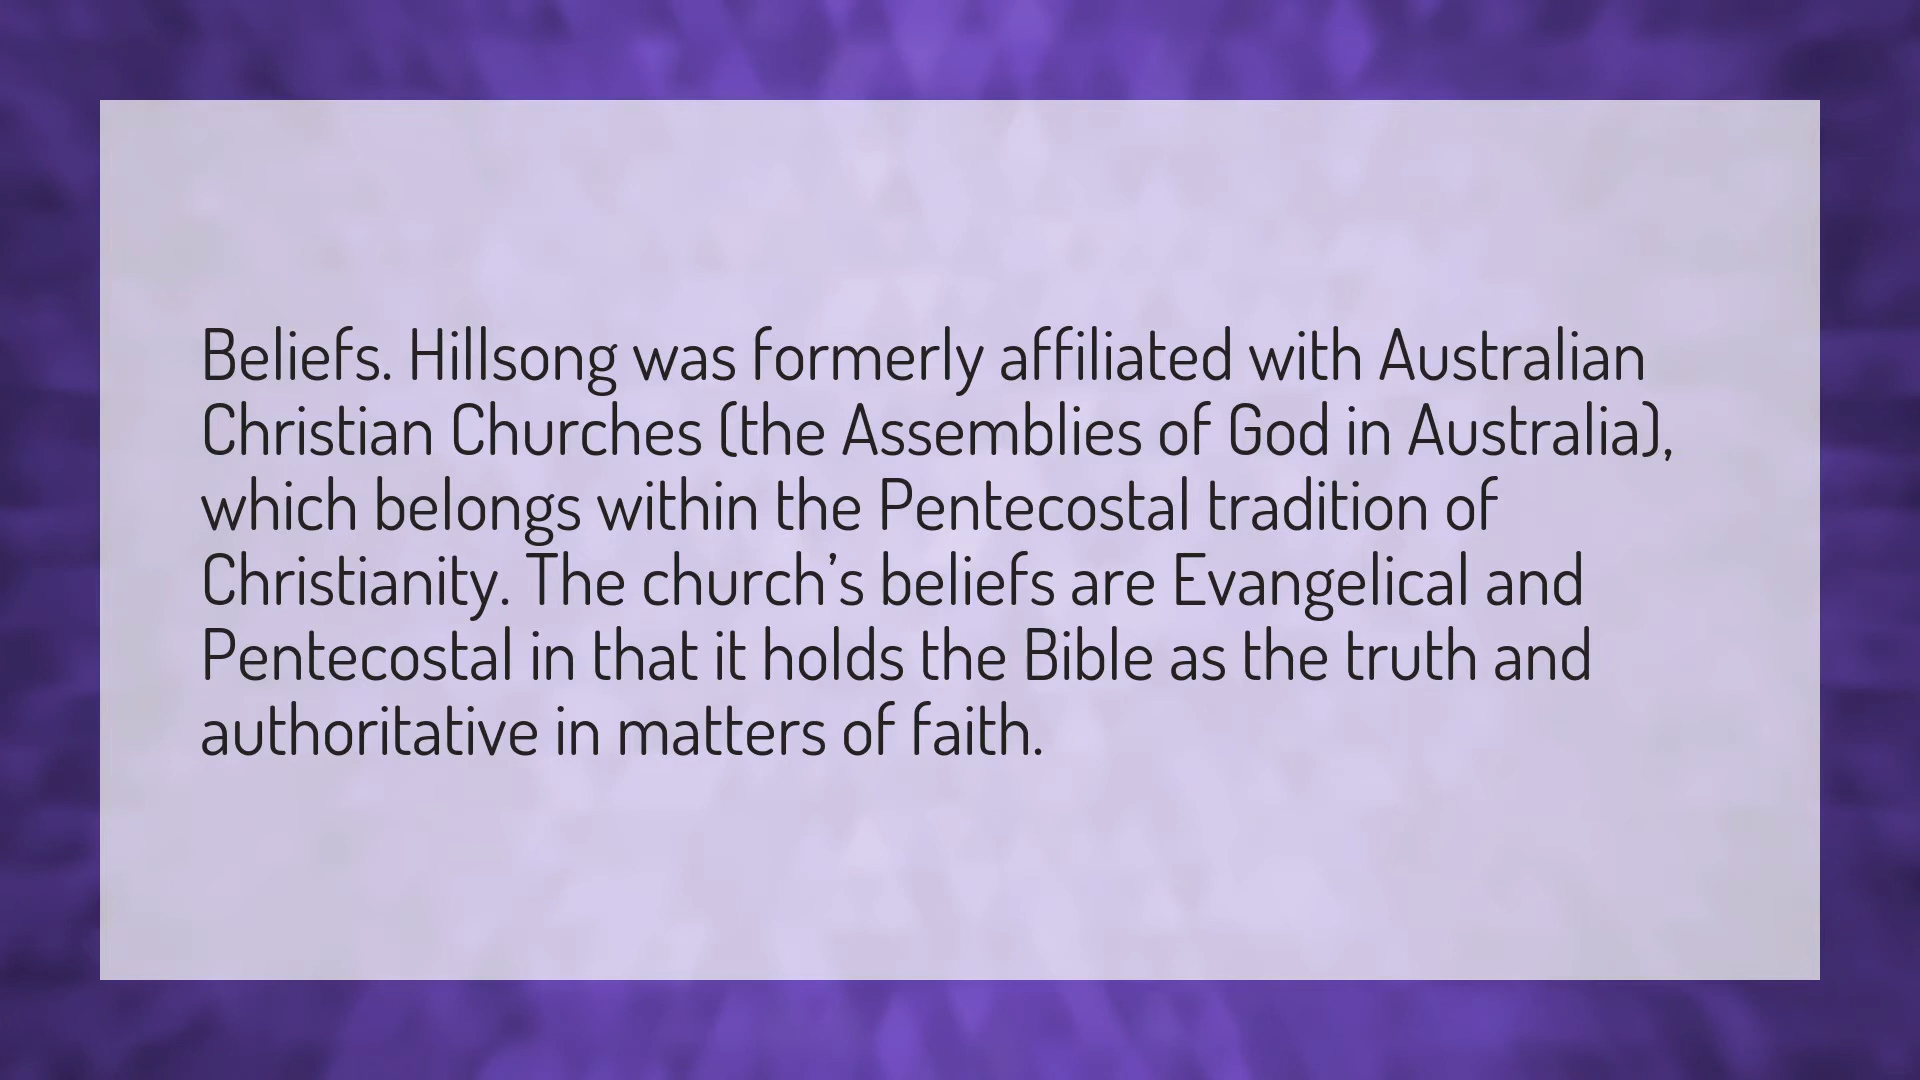 Beliefs. Hillsong was formerly affiliated with Australian
Christian Churches (the Assemblies of God in Australia),
which belongs within the Pentecostal tradition of
Christianity. The church’s beliefs are Evangelical and
Pentecostal in that it holds the Bible as the truth and
authoritative in matters of faith.